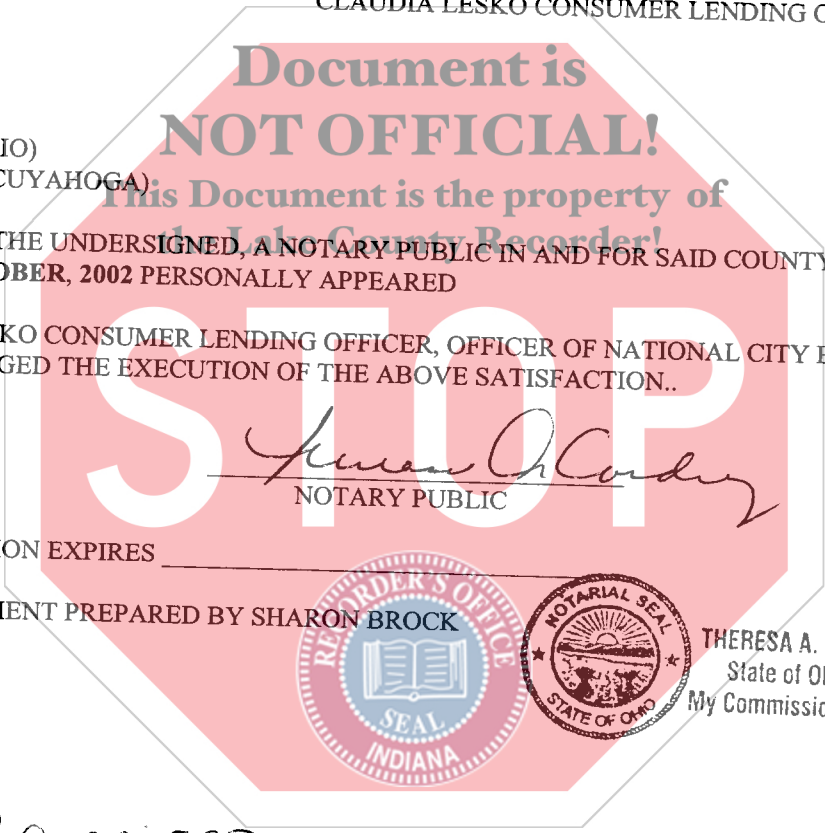 CLAUDIA LESKO CONSUMER LENDING
Document is
NOT OFFICIAL!
IO)
CUYAHOGA)
This Document is the property of
the Lake County Recorder!
THE UNDERSIGNED, A NOTARY PUBLIC IN AND FOR SAID COUNTY
OBER, 2002 PERSONALLY APPEARED
KO CONSUMER LENDING OFFICER, OFFICER OF NATIONAL CITY
GED THE EXECUTION OF THE ABOVE SATISFACTION..
STOP
NOTARY PUBLIC
ON EXPIRES
IENT PREPARED BY SHARON BROCK
RECORDER'S OFFICE
SEAL
INDIANA
NOTARIAL SEAL
STATE OF OHIO
THERESA A.
State of
My Commissio